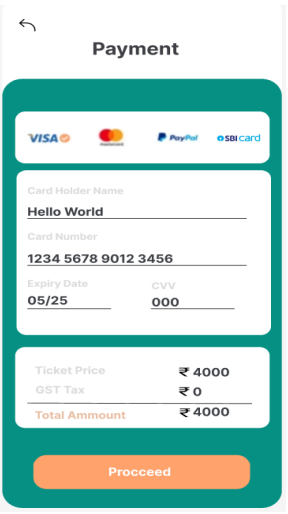 Payment
VISA mastercard PayPal SBI card
Card Holder Name
Hello World
Card Number
1234 5678 9012 3456
Expiry Date CVV
05/25 000
Ticket Price ₹ 4000
GST Tax ₹ 0
Total Ammount ₹ 4000
Procceed